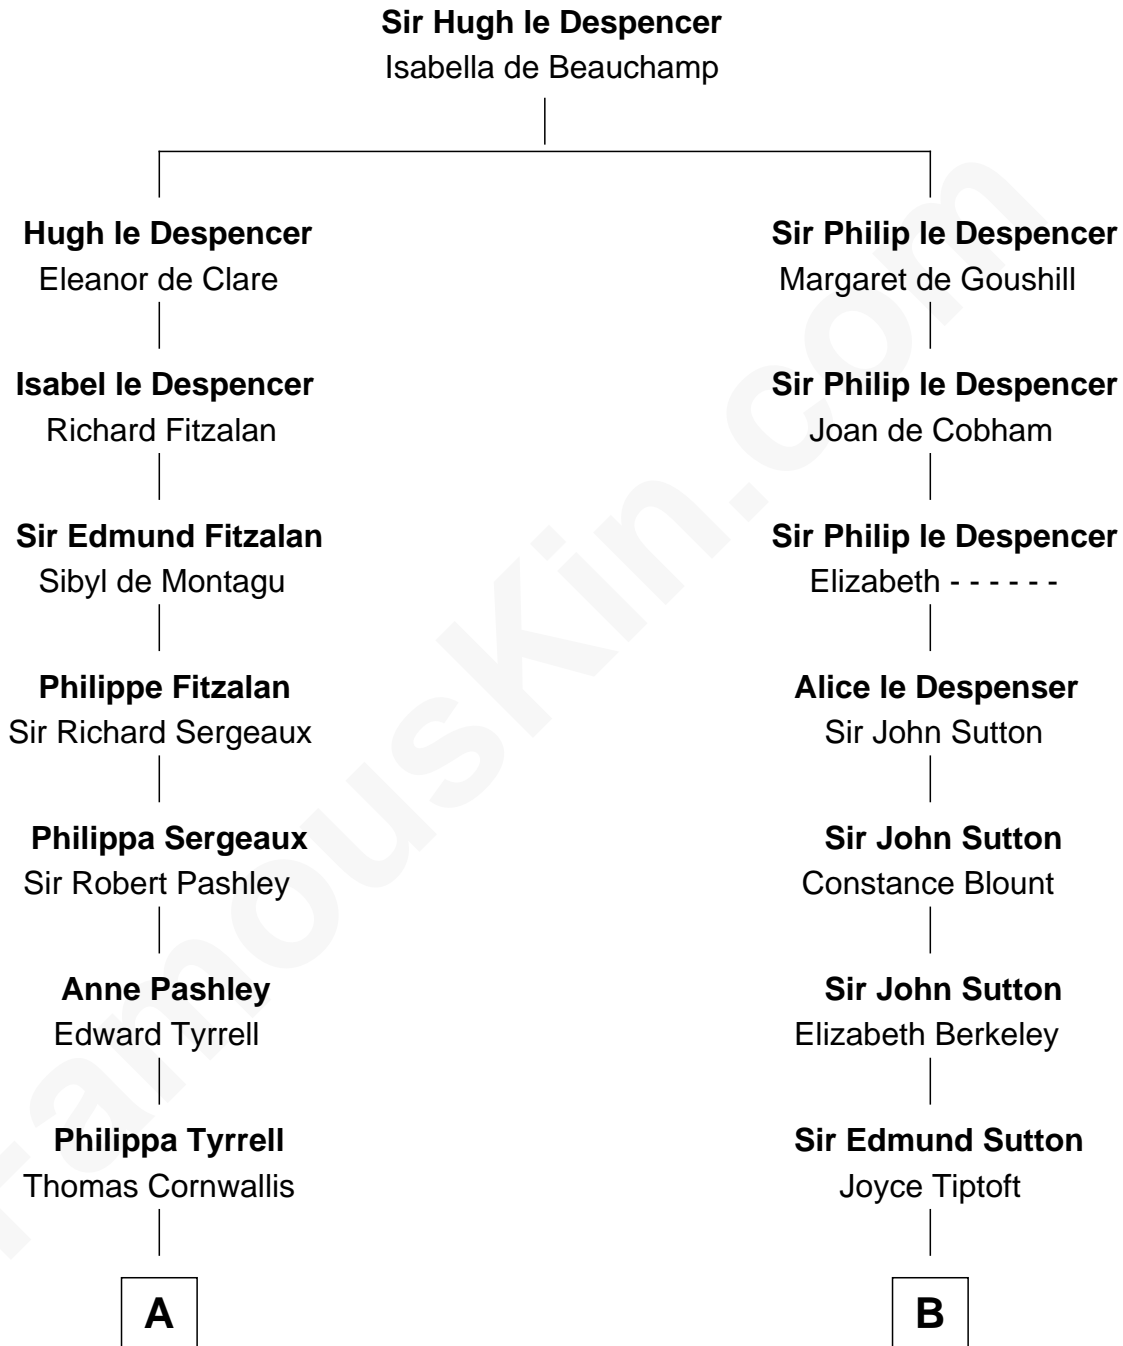 Sir Hugh le Despencer
Isabella de Beauchamp
Hugh le Despencer
Eleanor de Clare
Isabel le Despencer
Richard Fitzalan
Sir Edmund Fitzalan
Sibyl de Montagu
Philippe Fitzalan
Sir Richard Sergeaux
Philippa Sergeaux
Sir Robert Pashley
Anne Pashley
Edward Tyrrell
Philippa Tyrrell
Thomas Cornwallis
A
Sir Philip le Despencer
Margaret de Goushill
Sir Philip le Despencer
Joan de Cobham
Sir Philip le Despencer
Elizabeth - - - - - -
Alice le Despenser
Sir John Sutton
Sir John Sutton
Constance Blount
Sir John Sutton
Elizabeth Berkeley
Sir Edmund Sutton
Joyce Tiptoft
B
FamousKin.com